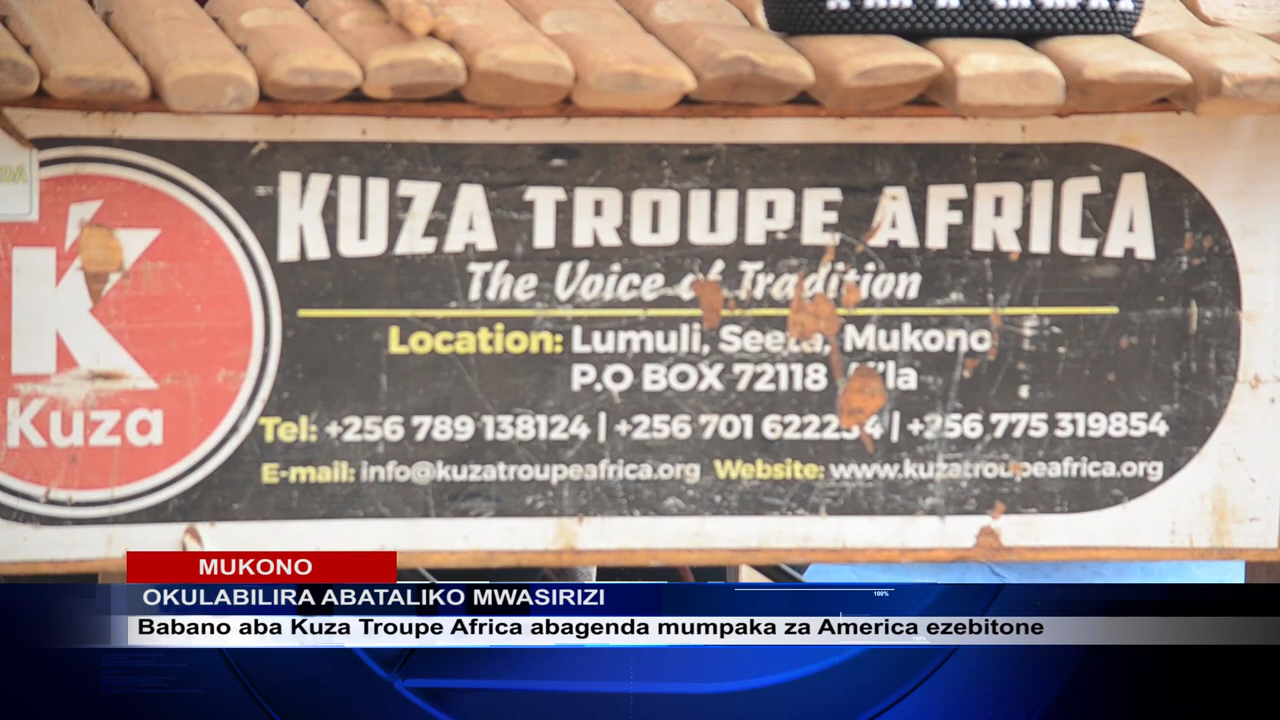 KUZA TROUPE AFRICA
The Voice of Tradition
Location: Lumuli, Seeta, Mukono
P.O BOX 72118 K'la
Tel: +256 789 138124 | +256 701 | +256 775 319854
E-mail: info@kuzatroupeafrica.org Website: www.kuzatroupeafrica.org
K
Kuza
MUKONO
OKULABILIRA ABATALIKO MWASIRIZI
100%
Babano aba Kuza Troupe Africa abagenda mumpaka za America ezebitone